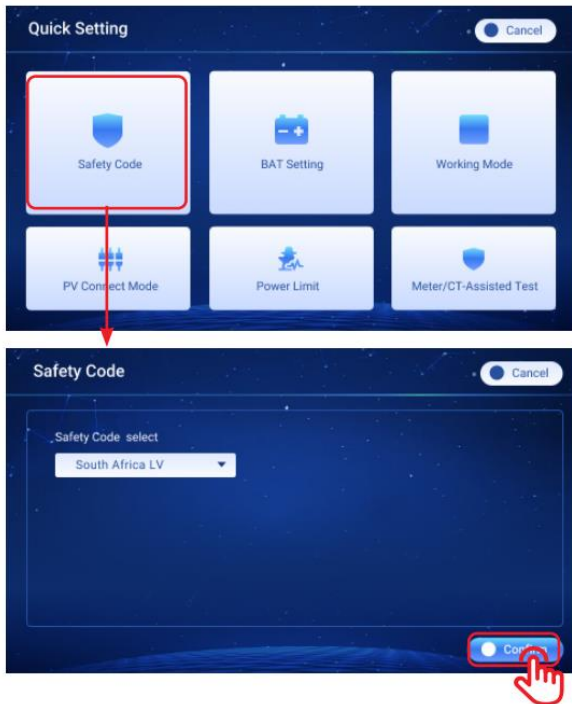 Quick Setting
Cancel
Safety Code
BAT Setting
Working Mode
PV Connect Mode
Power Limit
Meter/CT-Assisted Test
Safety Code
Cancel
Safety Code select
South Africa LV
Confirm